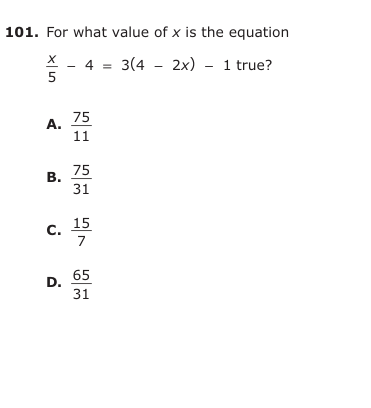 101. For what value of x is the equation
x/5 − 4 = 3(4 − 2x) − 1 true?
A. 75/11
B. 75/31
C. 15/7
D. 65/31